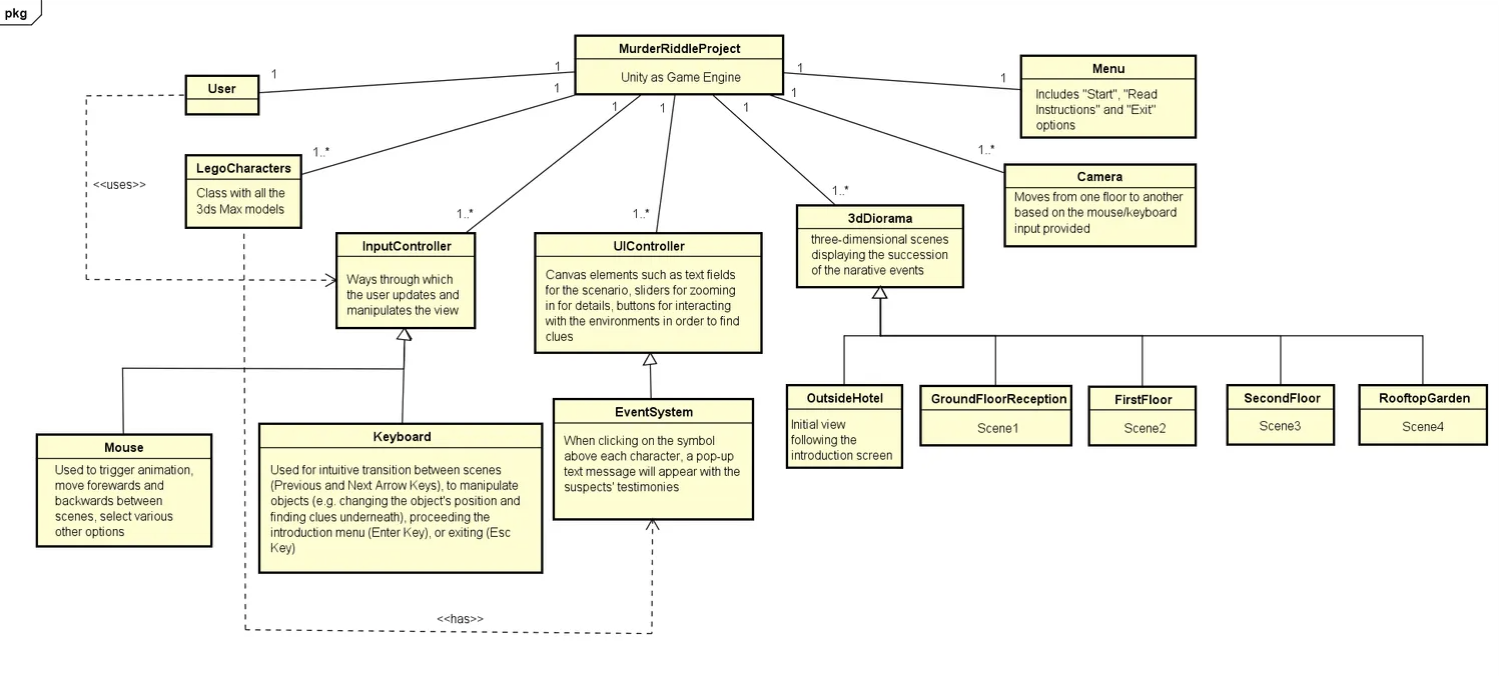 pkg
MurderRiddleProject
Unity as Game Engine
1
1
User
1
1..*
1
1..*
1
1..*
1
1..*
1
1..*
1
1
Menu
Includes "Start", "Read
Instructions" and "Exit"
options
<<uses>>
LegoCharacters
Class with all the
3ds Max models
Camera
Moves from one floor to another
based on the mouse/keyboard
input provided
InputController
Ways through which
the user updates and
manipulates the view
UIController
Canvas elements such as text fields
for the scenario, sliders for zooming
in for details, buttons for interacting
with the environments in order to find
clues
3dDiorama
three-dimensional scenes
displaying the succession
of the narative events
Mouse
Used to trigger animation,
move forewards and
backwards between
scenes, select various
other options
Keyboard
Used for intuitive transition between scenes
(Previous and Next Arrow Keys), to manipulate
objects (e.g. changing the object's position and
finding clues underneath), proceeding the
introduction menu (Enter Key), or exiting (Esc
Key)
EventSystem
When clicking on the symbol
above each character, a pop-up
text message will appear with the
suspects' testimonies
OutsideHotel
Initial view
following the
introduction screen
GroundFloorReception
Scene1
FirstFloor
Scene2
SecondFloor
Scene3
RooftopGarden
Scene4
<<has>>